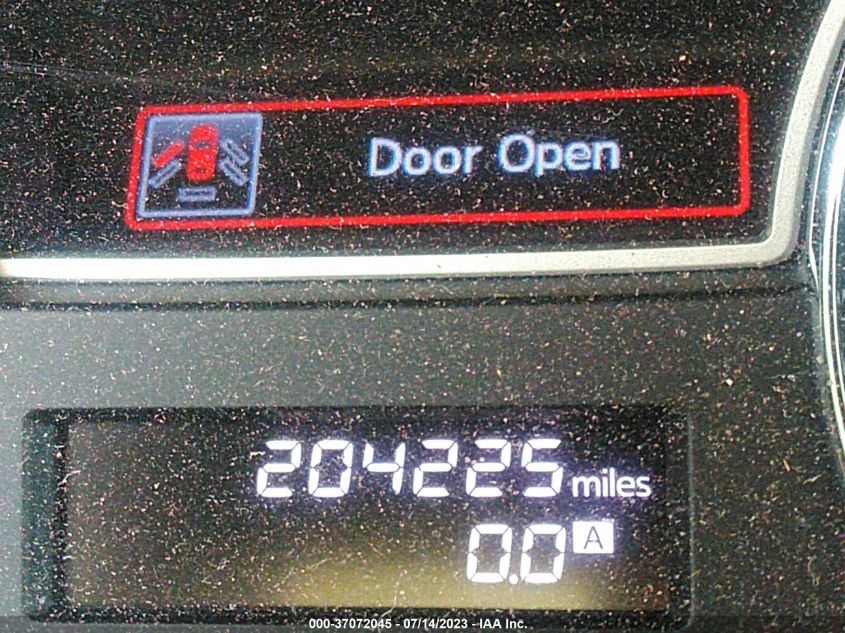 Door Open
204225 miles
0.0 A
000-37072045 - 07/14/2023 - IAA Inc.